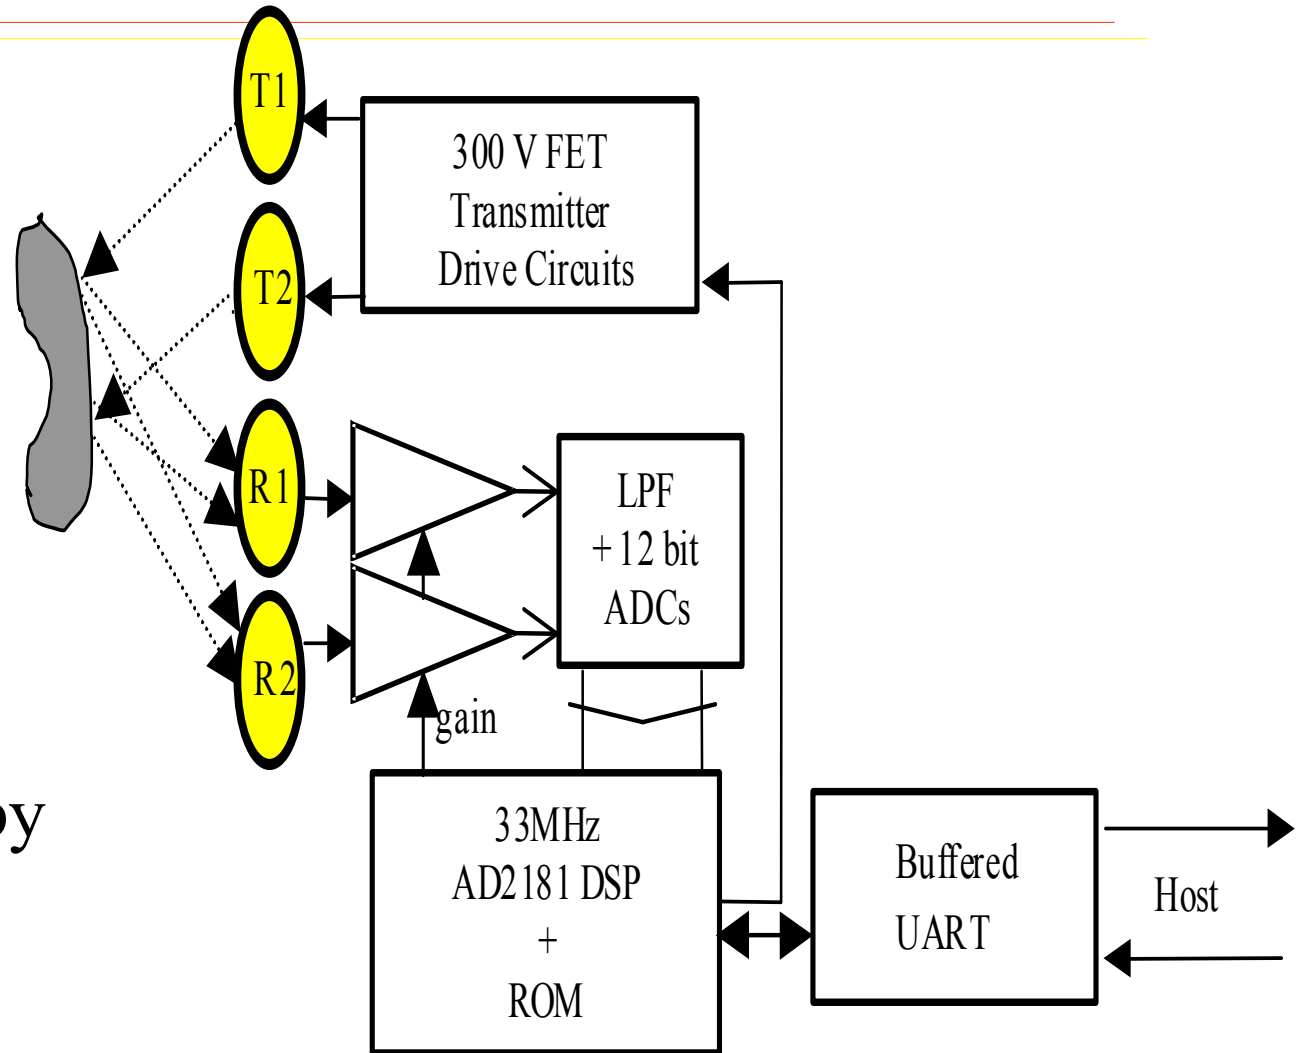 T1
300 V FET
Transmitter
Drive Circuits
T2
R1
LPF
+ 12 bit
ADCs
R2
gain
33MHz
AD2181 DSP
+
ROM
Buffered
UART
Host